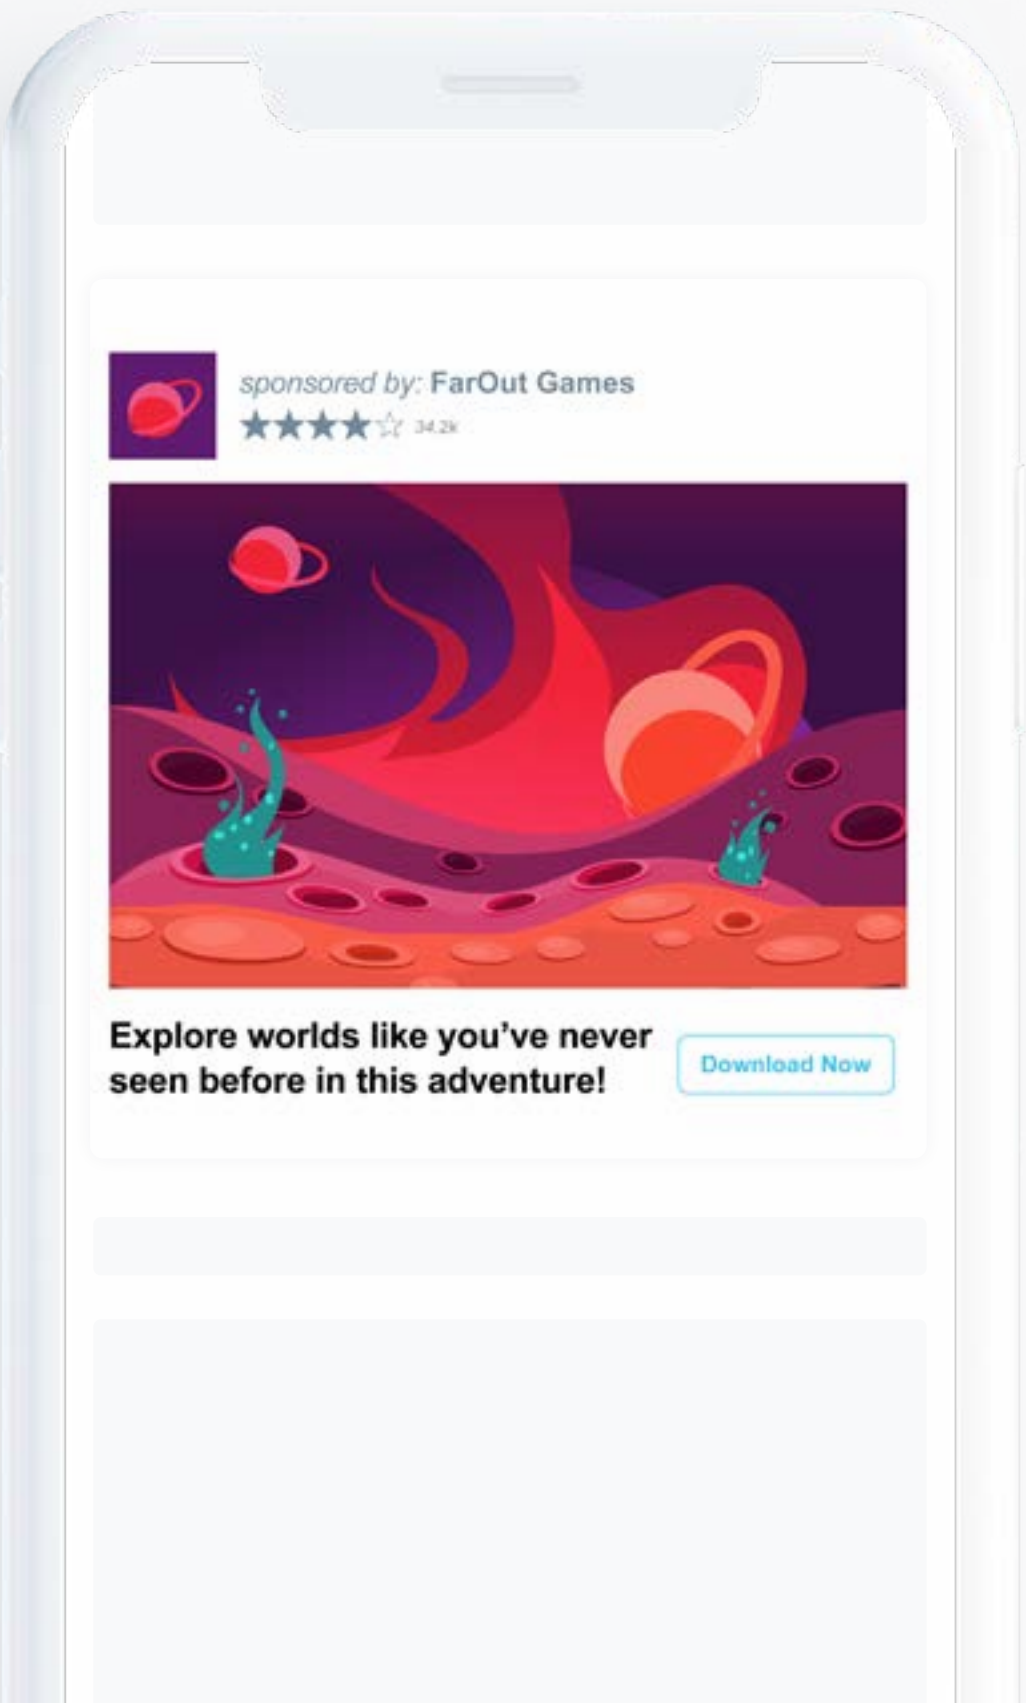 sponsored by: FarOut Games
34.2k
Explore worlds like you’ve never
seen before in this adventure!
Download Now